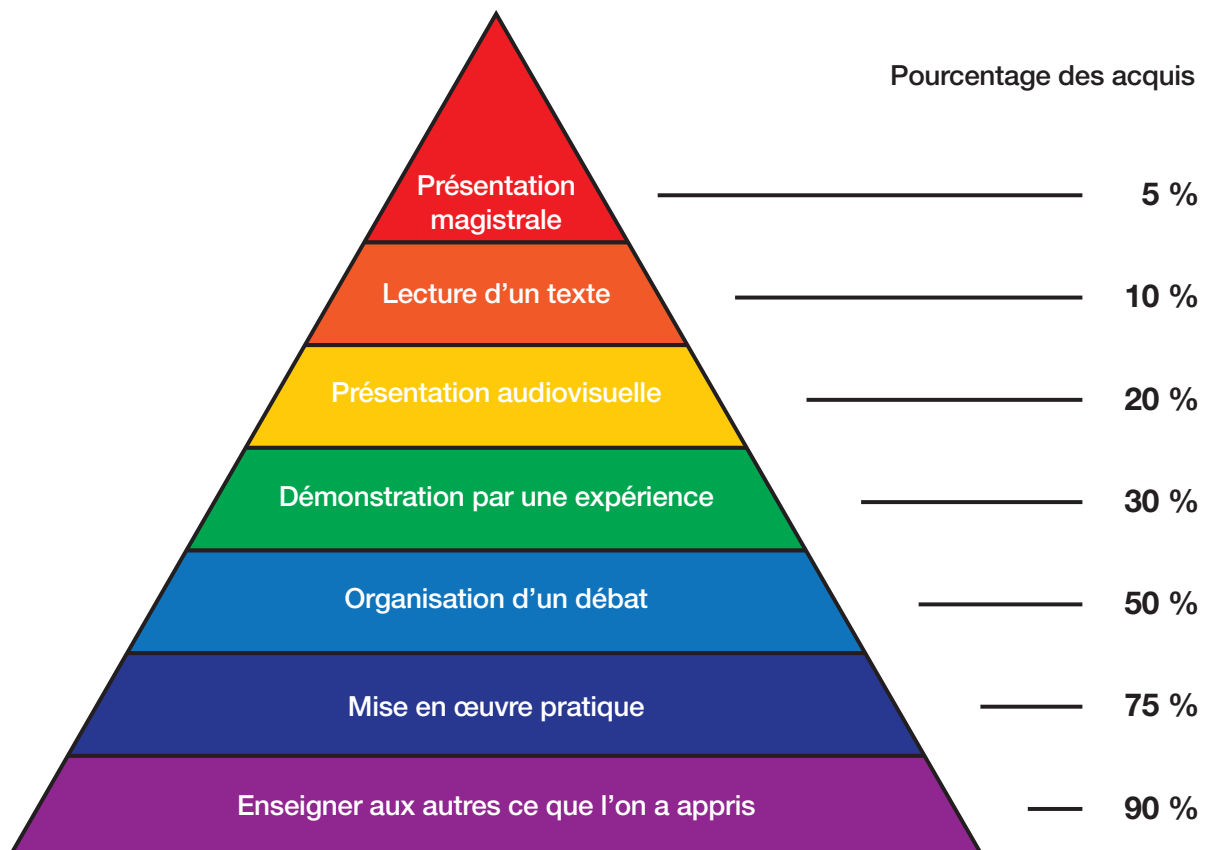 Pourcentage des acquis
Présentation
magistrale
5 %
Lecture d’un texte
10 %
Présentation audiovisuelle
20 %
Démonstration par une expérience
30 %
Organisation d’un débat
50 %
Mise en œuvre pratique
75 %
Enseigner aux autres ce que l’on a appris
90 %